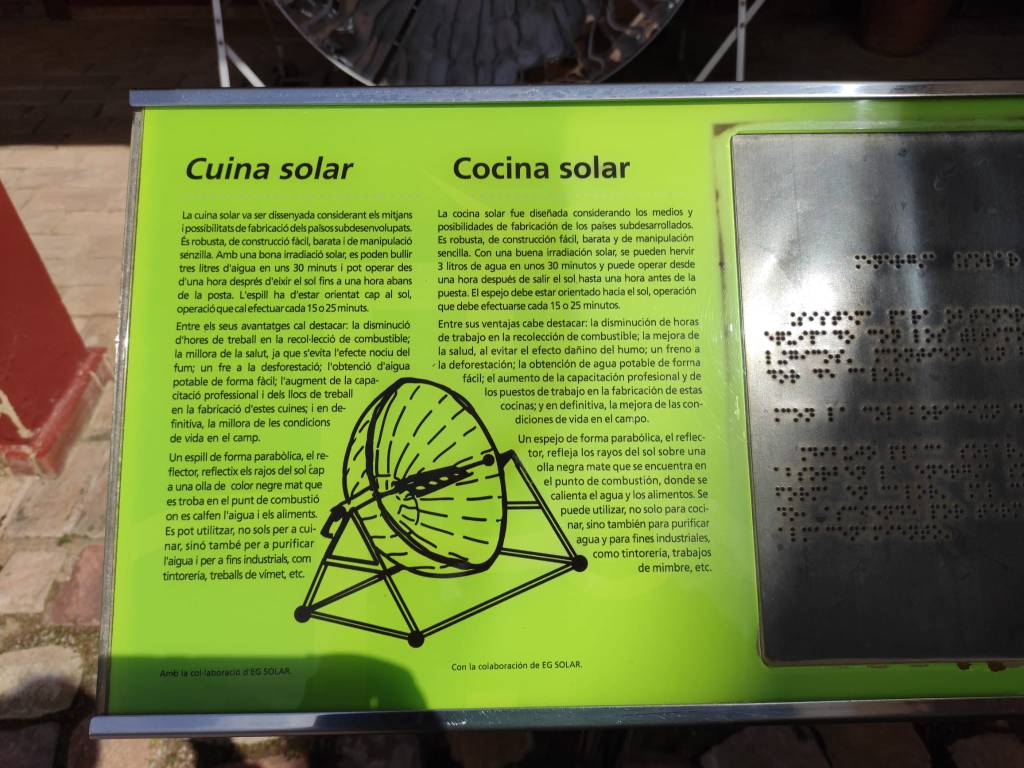 Cuina solar
La cuina solar va ser dissenyada considerant els mitjans
i possibilitats de fabricació dels països subdesenvolupats.
És robusta, de construcció fàcil, barata i de manipulació
senzilla. Amb una bona irradiació solar, es poden bullir
tres litres d'aigua en uns 30 minuts i pot operar des
d'una hora després d'eixir el sol fins a una hora abans
de la posta. L'espill ha d'estar orientat cap al sol,
operació que cal efectuar cada 15 o 25 minuts.
Entre els seus avantatges cal destacar: la disminució
d'hores de treball en la recol·lecció de combustible;
la millora de la salut, ja que s'evita l'efecte nociu del
fum; un fre a la desforestació; l'obtenció d'aigua
potable de forma fàcil; l'augment de la capa-
citació professional i dels llocs de treball
en la fabricació d'estes cuines; i en de-
finitiva, la millora de les condicions
de vida en el camp.
Un espill de forma parabòlica, el re-
flector, reflectix els rajos del sol cap
a una olla de color negre mat que
es troba en el punt de combustió
on es calfen l'aigua i els aliments.
Es pot utilitzar, no sols per a cui-
nar, sinó també per a purificar
l'aigua i per a fins industrials, com
tintoreria, treballs de vímet, etc.
Amb la col·laboració d'EG SOLAR.
Cocina solar
La cocina solar fue diseñada considerando los medios y
posibilidades de fabricación de los países subdesarrollados.
Es robusta, de construcción fácil, barata y de manipulación
sencilla. Con una buena irradiación solar, se pueden hervir
3 litros de agua en unos 30 minutos y puede operar desde
una hora después de salir el sol hasta una hora antes de la
puesta. El espejo debe estar orientado hacia el sol, operación
que debe efectuarse cada 15 o 25 minutos.
Entre sus ventajas cabe destacar: la disminución de horas
de trabajo en la recolección de combustible; la mejora de
la salud, al evitar el efecto dañino del humo; un freno a
la deforestación; la obtención de agua potable de forma
fácil; el aumento de la capacitación profesional y de
los puestos de trabajo en la fabricación de estas
cocinas; y en definitiva, la mejora de las con-
diciones de vida en el campo.
Un espejo de forma parabólica, el reflec-
tor, refleja los rayos del sol sobre una
olla negra mate que se encuentra en
el punto de combustión, donde se
calienta el agua y los alimentos. Se
puede utilizar, no solo para coci-
nar, sino también para purificar
agua y para fines industriales,
como tintorería, trabajos
de mimbre, etc.
Con la colaboración de EG SOLAR.